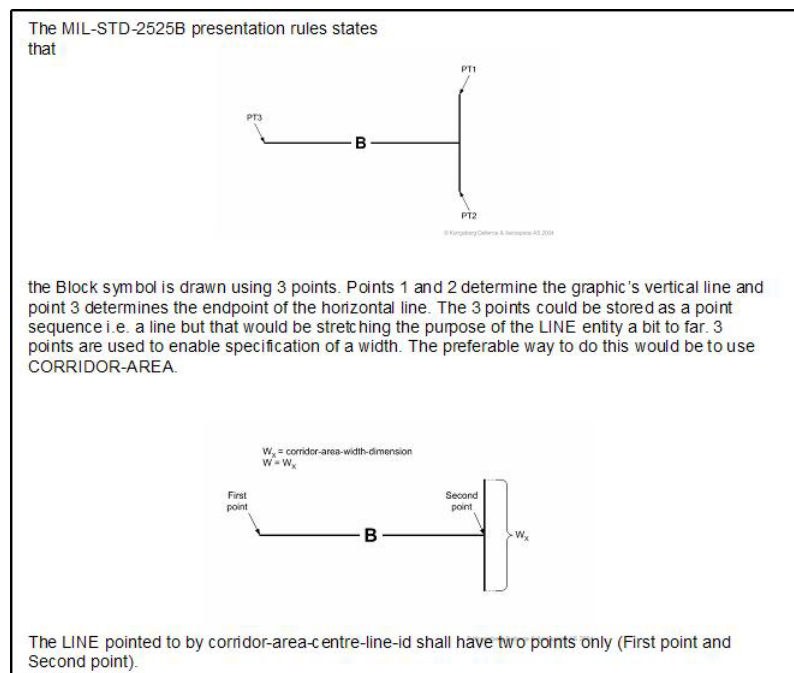 The MIL-STD-2525B presentation rules states
that
PT1
PT3
B
PT2
© Kongsberg Defence & Aerospace AS 2004
the Block symbol is drawn using 3 points. Points 1 and 2 determine the graphic's vertical line and
point 3 determines the endpoint of the horizontal line. The 3 points could be stored as a point
sequence i.e. a line but that would be stretching the purpose of the LINE entity a bit to far. 3
points are used to enable specification of a width. The preferable way to do this would be to use
CORRIDOR-AREA.
Wx = corridor-area-width-dimension
W = Wx
First
point
Second
point
B
Wx
The LINE pointed to by corridor-area-centre-line-id shall have two points only (First point and
Second point).